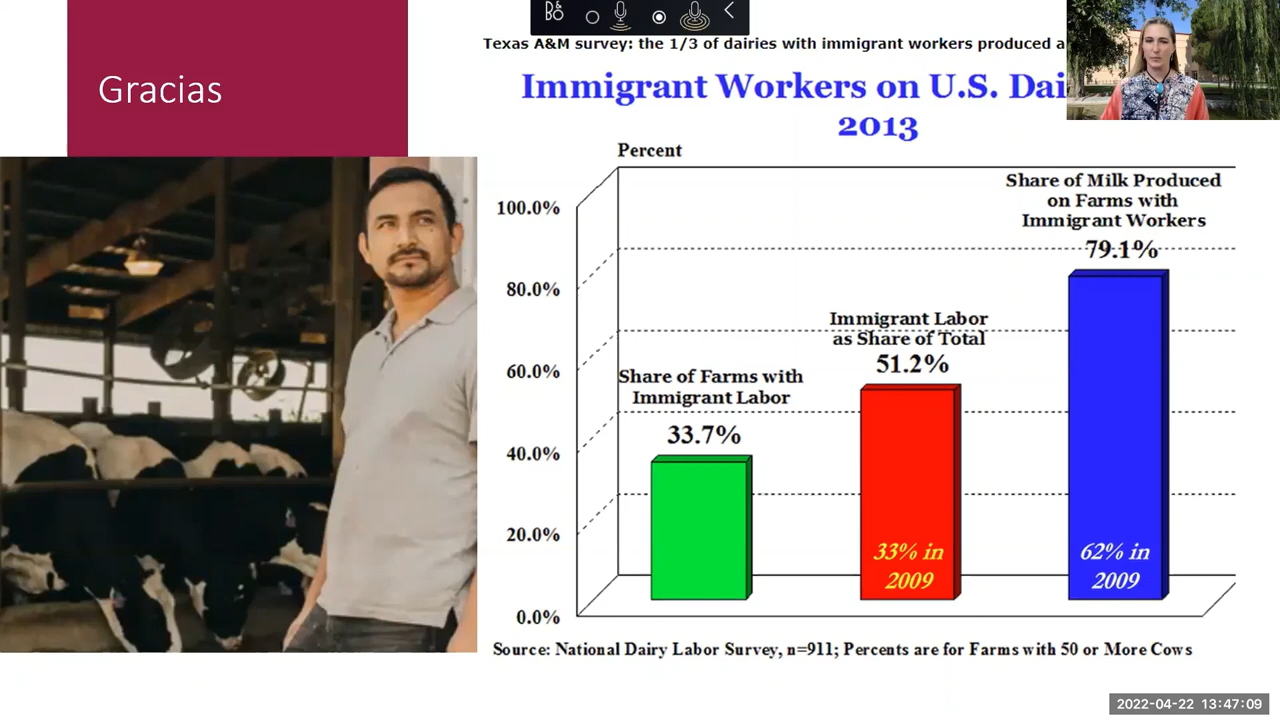 Gracias
Texas A&M survey: the 1/3 of dairies with immigrant workers produced a
Immigrant Workers on U.S. Dai
2013
Percent
100.0%
80.0%
60.0%
40.0%
20.0%
0.0%
Share of Farms with
Immigrant Labor
33.7%
Immigrant Labor
as Share of Total
51.2%
33% in
2009
Share of Milk Produced
on Farms with
Immigrant Workers
79.1%
62% in
2009
Source: National Dairy Labor Survey, n=911; Percents are for Farms with 50 or More Cows
2022-04-22 13:47:09